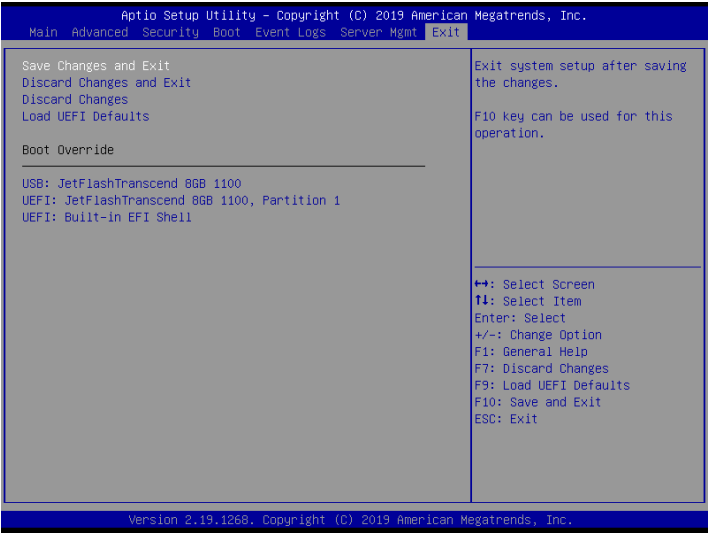 Aptio Setup Utility – Copyright (C) 2019 American Megatrends, Inc.
Main Advanced Security Boot Event Logs Server Mgmt Exit
Save Changes and Exit
Discard Changes and Exit
Discard Changes
Load UEFI Defaults
Boot Override
USB: JetFlashTranscend 8GB 1100
UEFI: JetFlashTranscend 8GB 1100, Partition 1
UEFI: Built-in EFI Shell
Exit system setup after saving
the changes.
F10 key can be used for this
operation.
↔: Select Screen
↑↓: Select Item
Enter: Select
+/-: Change Option
F1: General Help
F7: Discard Changes
F9: Load UEFI Defaults
F10: Save and Exit
ESC: Exit
Version 2.19.1268. Copyright (C) 2019 American Megatrends, Inc.